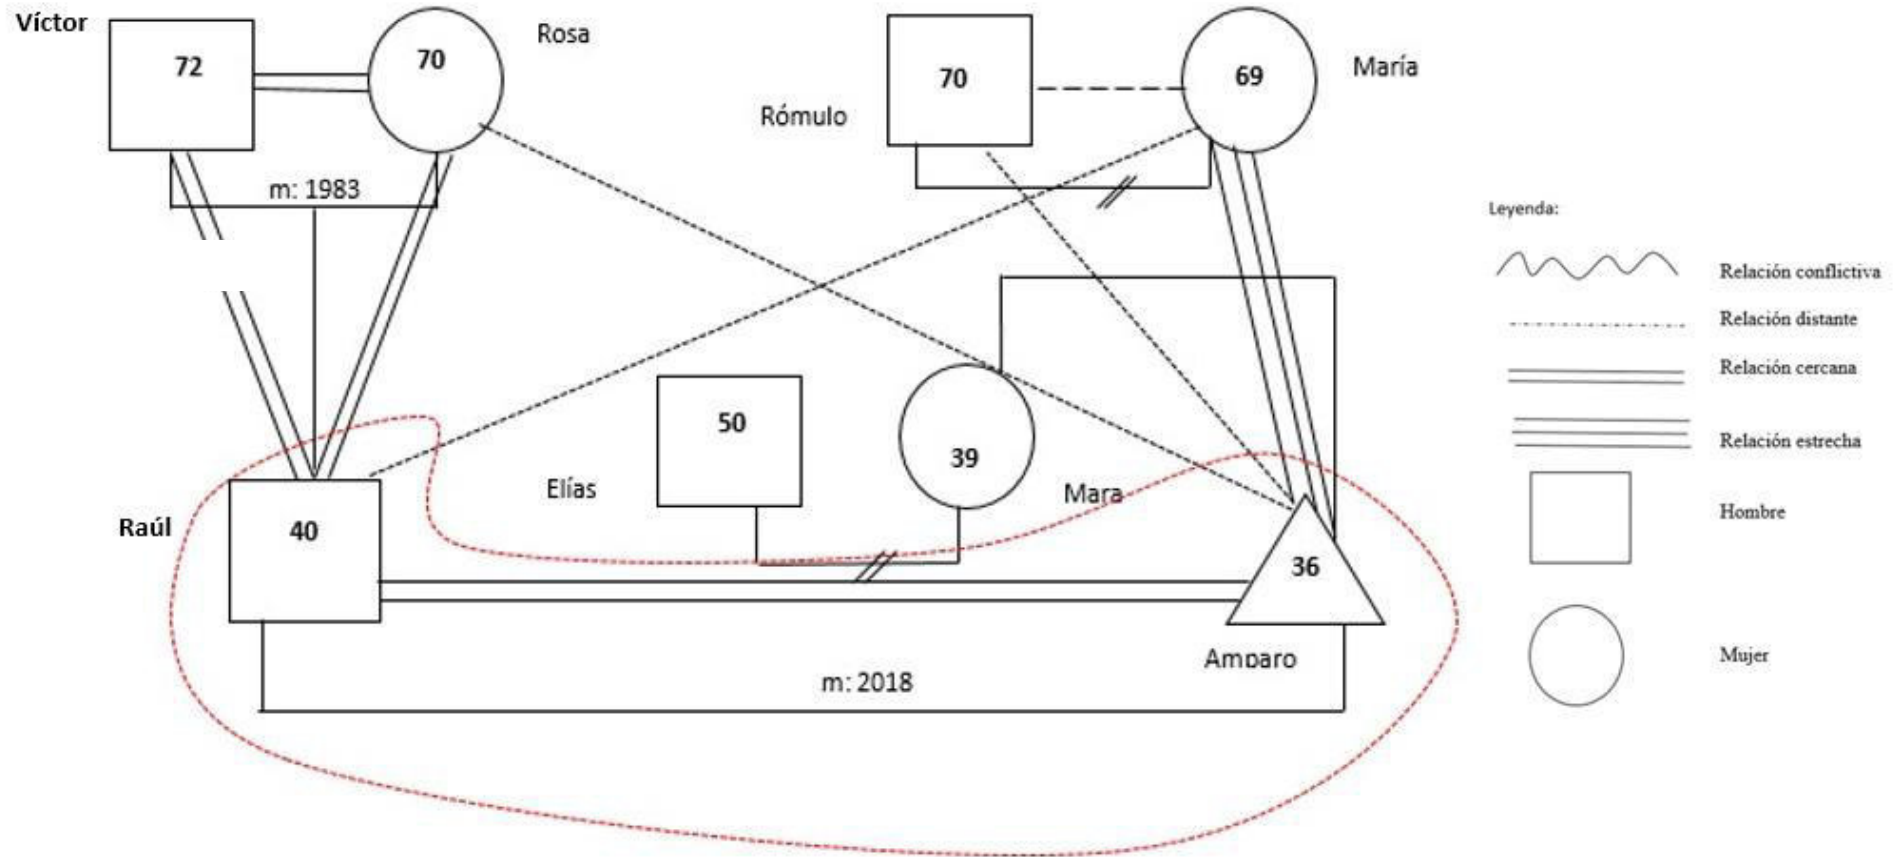 Víctor
72
70
Rosa
70
69
María
Rómulo
m: 1983
Leyenda:
Relación conflictiva
Relación distante
Relación cercana
Relación estrecha
Hombre
Mujer
50
39
Elías
Mara
Raúl
40
36
Amparo
m: 2018